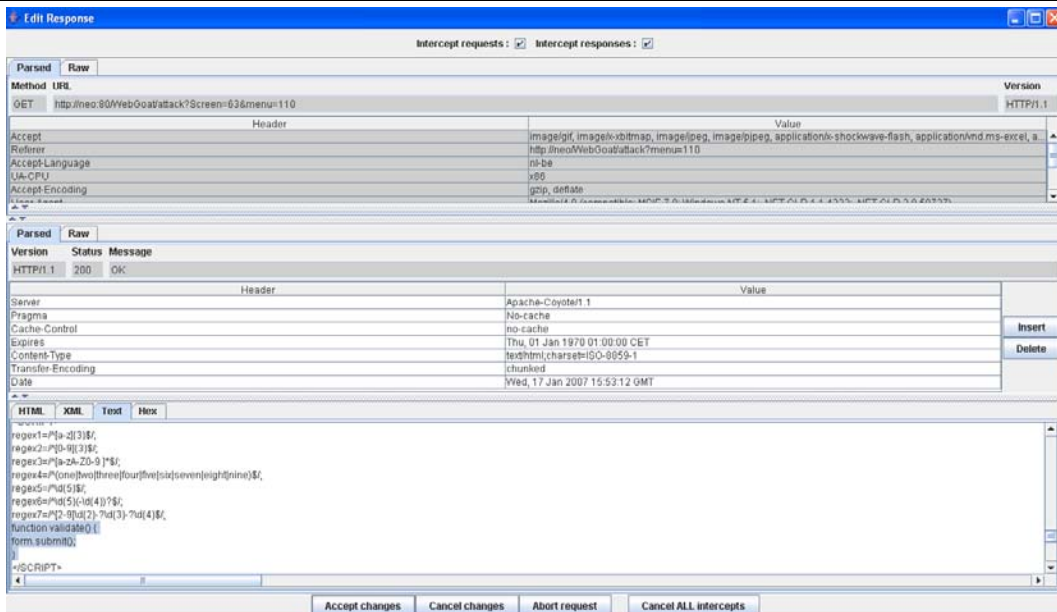 Edit Response
Intercept requests : Intercept responses :
Parsed Raw
Method URL Version
GET http://neo:80/WebGoat/attack?Screen=63&menu=110 HTTP/1.1
Header Value
Accept image/gif, image/x-xbitmap, image/jpeg, image/pjpeg, application/x-shockwave-flash, application/vnd.ms-excel, a...
Referer http://neo/WebGoat/attack?menu=110
Accept-Language nl-be
UA-CPU x86
Accept-Encoding gzip, deflate
Parsed Raw
Version Status Message
HTTP/1.1 200 OK
Header Value
Server Apache-Coyote/1.1
Pragma No-cache
Cache-Control no-cache
Insert
Expires Thu, 01 Jan 1970 01:00:00 CET
Content-Type text/html;charset=ISO-8859-1
Delete
Transfer-Encoding chunked
Date Wed, 17 Jan 2007 15:53:12 GMT
HTML XML Text Hex
regex1=/^[a-z]{3}$/;
regex2=/^[0-9]{3}$/;
regex3=/^[a-zA-Z0-9 ]*$/;
regex4=/^(one|two|three|four|five|six|seven|eight|nine)$/;
regex5=/^\d{5}$/;
regex6=/^\d{5}(-\d{4})?$/;
regex7=/^[2-9]\d{2}-?\d{3}-?\d{4}$/;
function validate() {
form.submit();
}
</SCRIPT>
Accept changes Cancel changes Abort request Cancel ALL intercepts